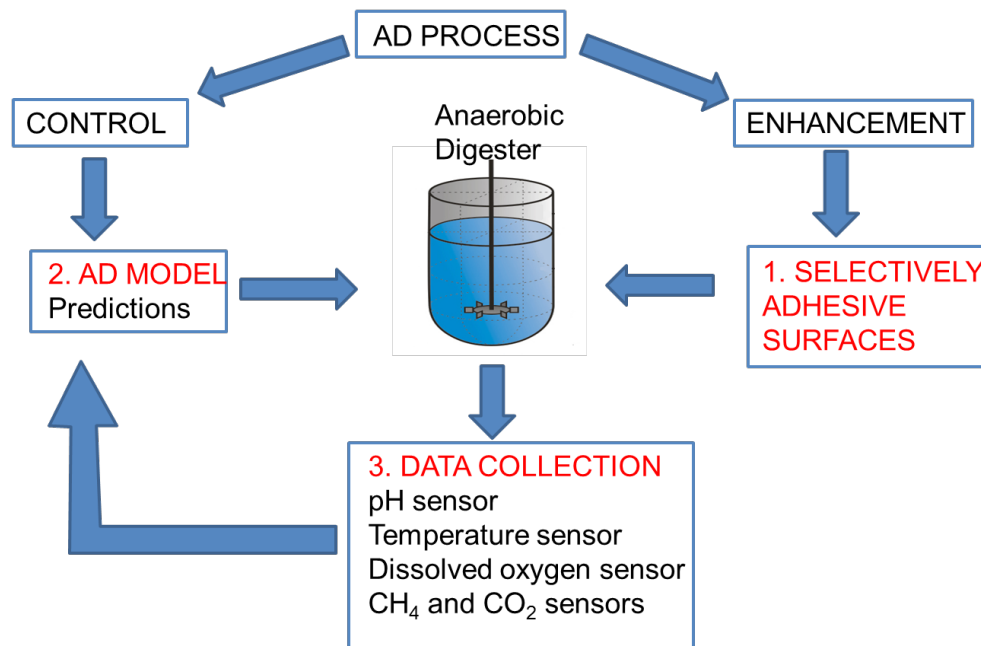 AD PROCESS
CONTROL
ENHANCEMENT
Anaerobic
Digester
2. AD MODEL
Predictions
1. SELECTIVELY
ADHESIVE
SURFACES
3. DATA COLLECTION
pH sensor
Temperature sensor
Dissolved oxygen sensor
CH₄ and CO₂ sensors